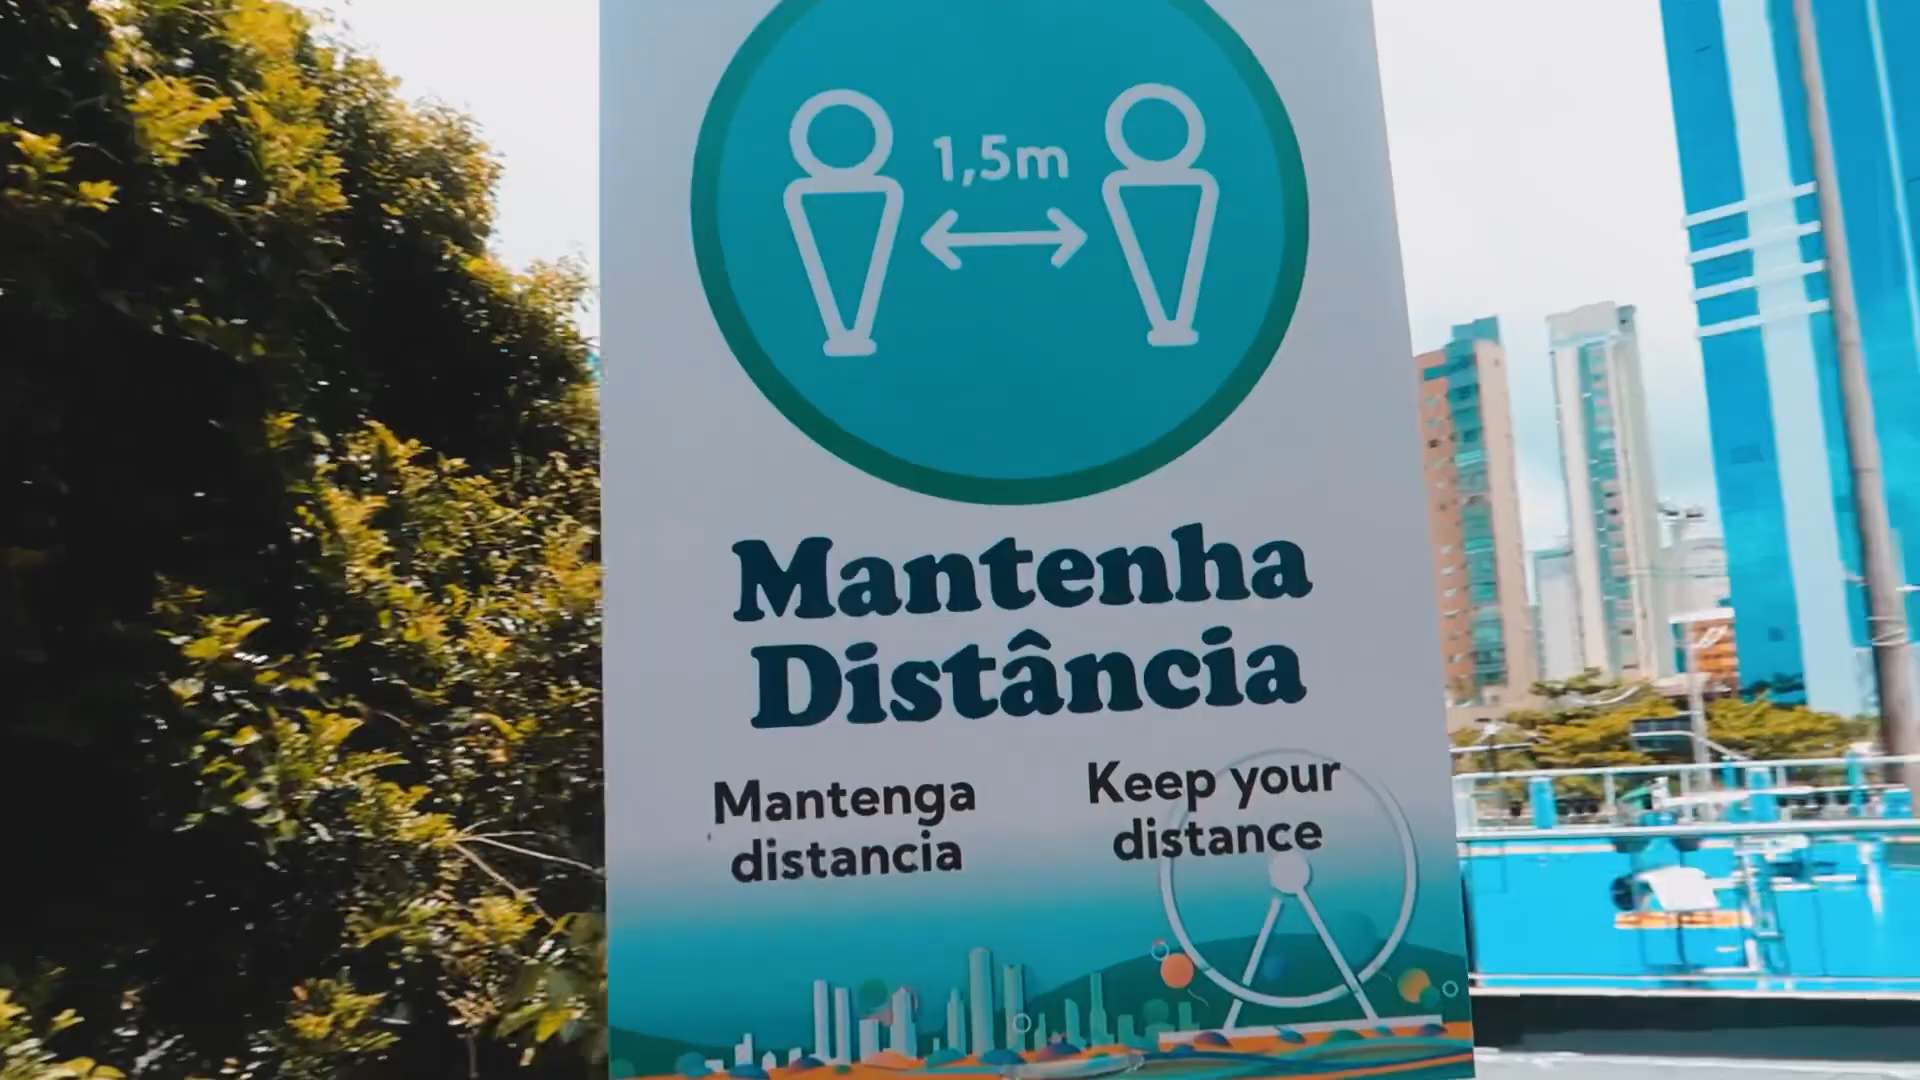 1,5m
Mantenha
Distância
Mantenga
distancia
Keep your
distance